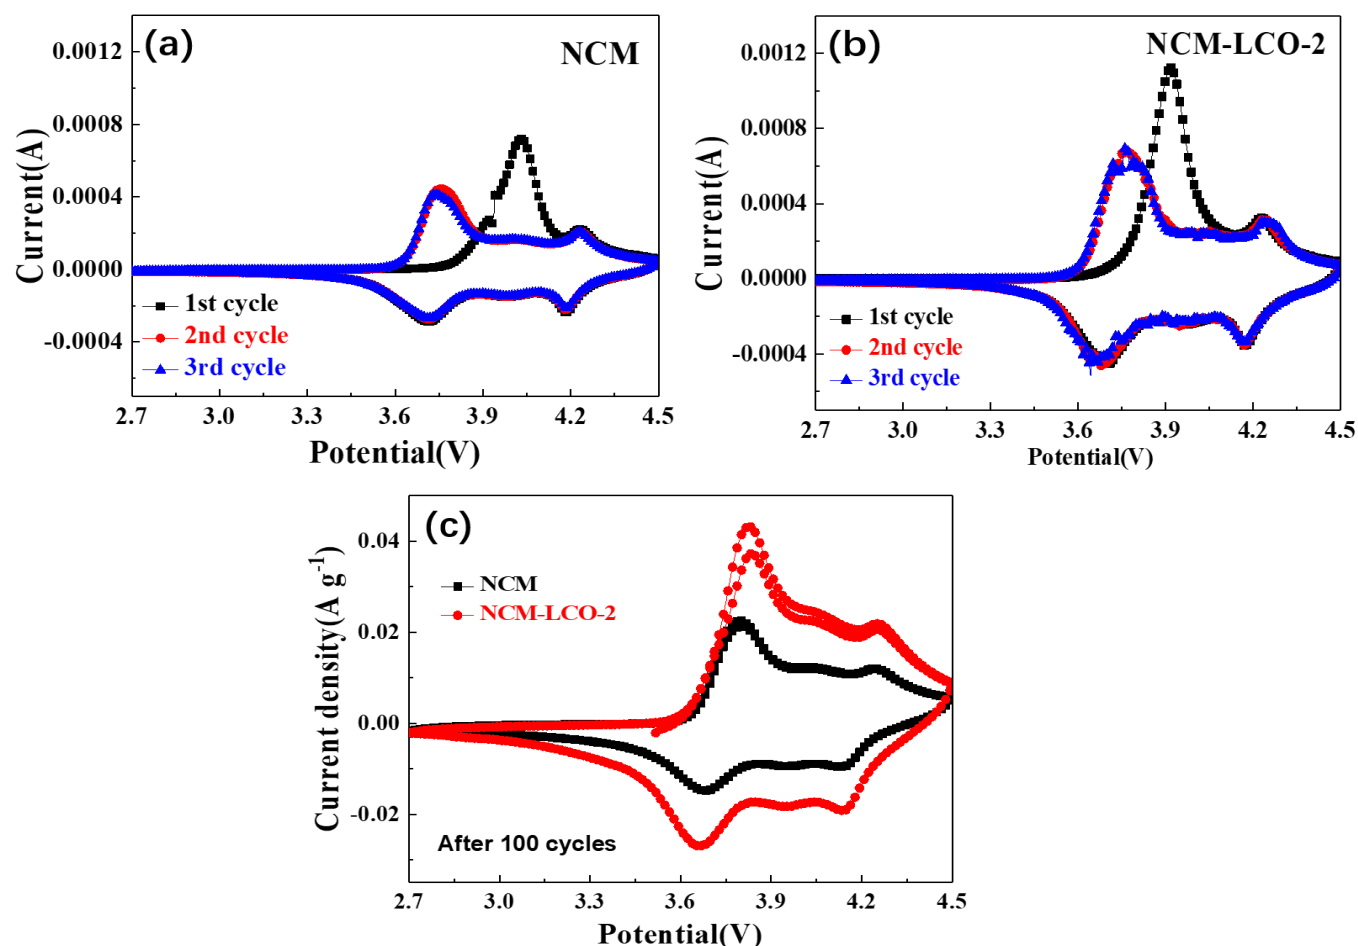 (a)
NCM
0.0012
0.0008
0.0004
0.0000
-0.0004
Current(A)
1st cycle
2nd cycle
3rd cycle
2.7 3.0 3.3 3.6 3.9 4.2 4.5
Potential(V)
(b)
NCM-LCO-2
0.0012
0.0008
0.0004
0.0000
-0.0004
Current(A)
1st cycle
2nd cycle
3rd cycle
2.7 3.0 3.3 3.6 3.9 4.2 4.5
Potential(V)
(c)
0.04
0.02
0.00
-0.02
Current density(A g⁻¹)
NCM
NCM-LCO-2
After 100 cycles
2.7 3.0 3.3 3.6 3.9 4.2 4.5
Potential(V)